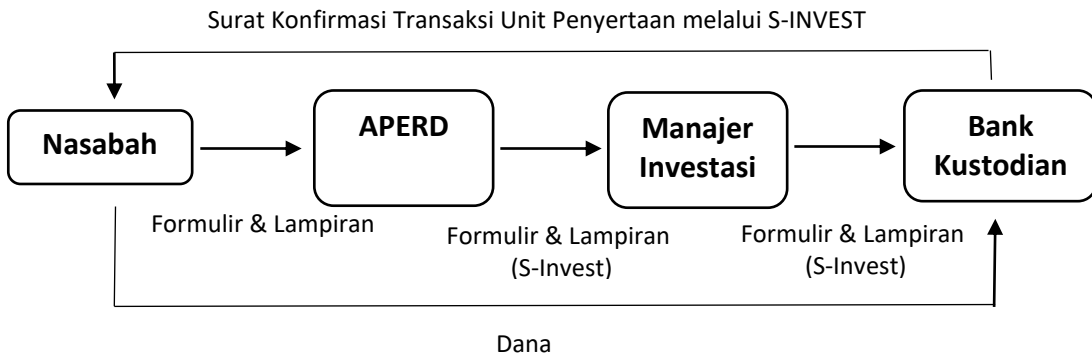 Surat Konfirmasi Transaksi Unit Penyertaan melalui S-INVEST
Nasabah
APERD
Manajer
Investasi
Bank
Kustodian
Formulir & Lampiran
Formulir & Lampiran
(S-Invest)
Formulir & Lampiran
(S-Invest)
Dana